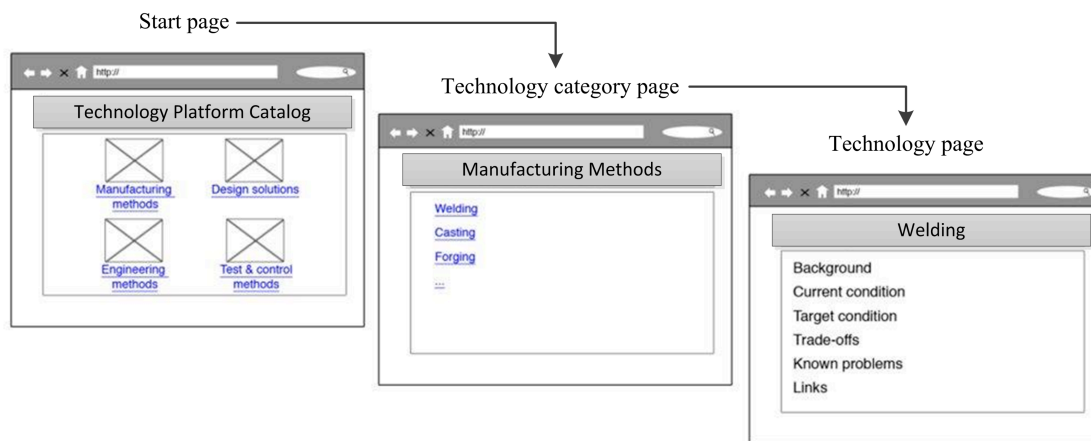 Start page
Technology category page
Technology page
http://
Technology Platform Catalog
Manufacturing
methods
Design solutions
Engineering
methods
Test & control
methods
http://
Manufacturing Methods
Welding
Casting
Forging
...
http://
Welding
Background
Current condition
Target condition
Trade-offs
Known problems
Links